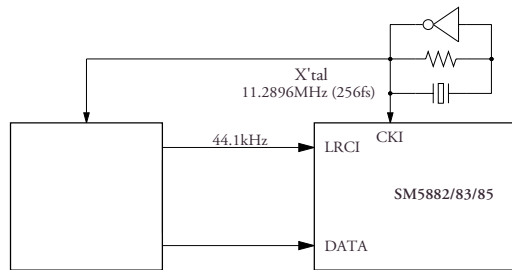 X'tal
11.2896MHz (256fs)
44.1kHz
CKI
LRCI
SM5882/83/85
DATA